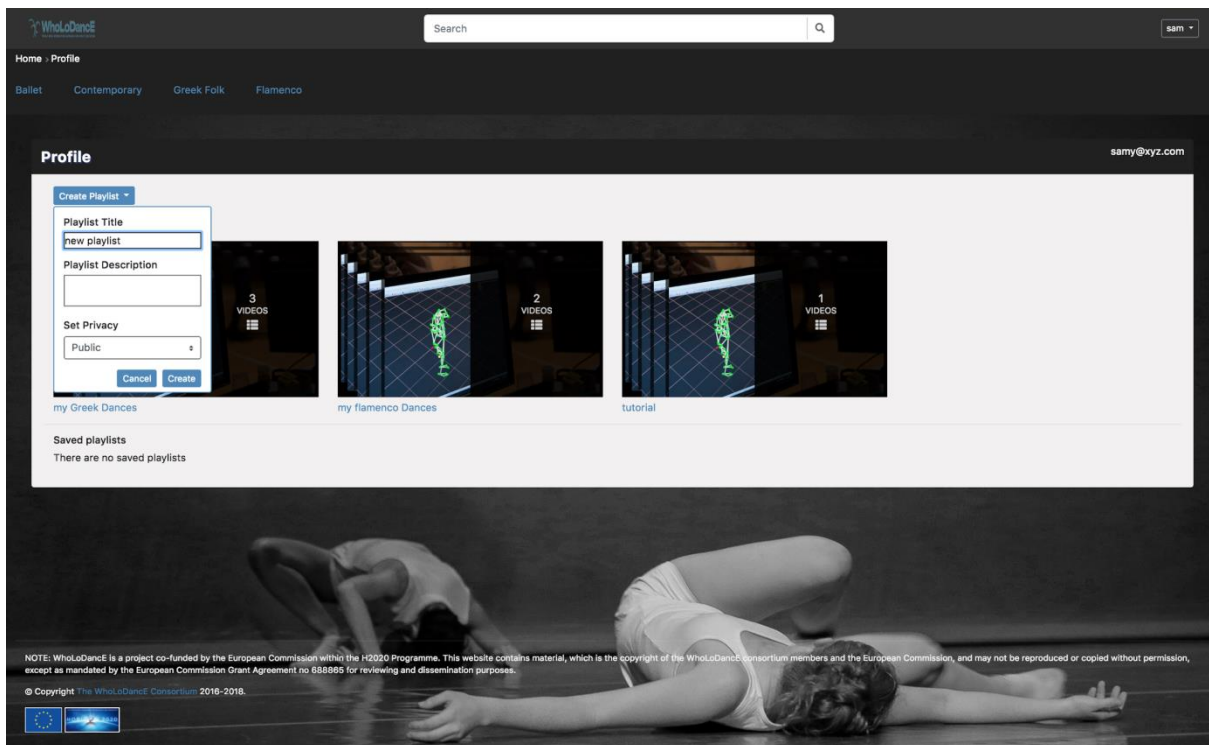 WhoLoDancE
Search
sam
Home › Profile
Ballet Contemporary Greek Folk Flamenco
Profile
samy@xyz.com
Create Playlist
Playlist Title
new playlist
Playlist Description
Set Privacy
Public
Cancel Create
3
VIDEOS
2
VIDEOS
1
VIDEOS
my Greek Dances
my flamenco Dances
tutorial
Saved playlists
There are no saved playlists
NOTE: WhoLoDancE is a project co-funded by the European Commission within the H2020 Programme. This website contains material, which is the copyright of the WhoLoDancE consortium members and the European Commission, and may not be reproduced or copied without permission,
except as mandated by the European Commission Grant Agreement no 688865 for reviewing and dissemination purposes.
© Copyright The WhoLoDancE Consortium 2016-2018.